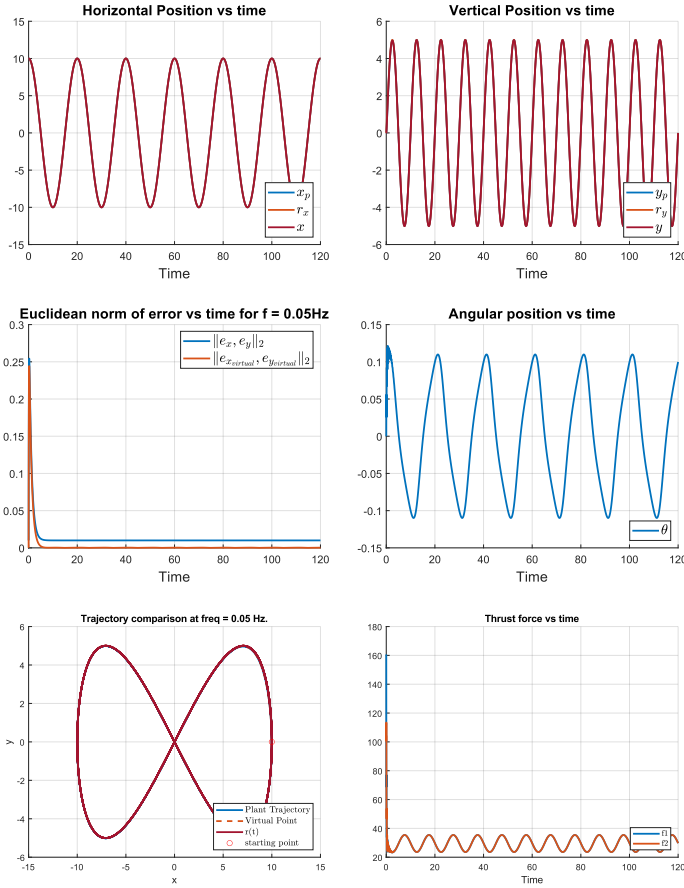 Horizontal Position vs time
15
10
5
0
-5
-10
-15
0 20 40 60 80 100 120
Time
x_p
r_x
x
Vertical Position vs time
6
4
2
0
-2
-4
-6
0 20 40 60 80 100 120
Time
y_p
r_y
y
Euclidean norm of error vs time for f = 0.05Hz
0.3
0.25
0.2
0.15
0.1
0.05
0
0 20 40 60 80 100 120
Time
‖e_x, e_y‖_2
‖e_{x_{virtual}}, e_{y_{virtual}}‖_2
Angular position vs time
0.15
0.1
0.05
0
-0.05
-0.1
-0.15
0 20 40 60 80 100 120
Time
θ
Trajectory comparison at freq = 0.05 Hz.
6
4
2
0
-2
-4
-6
y
-15 -10 -5 0 5 10 15
x
Plant Trajectory
Virtual Point
r(t)
starting point
Thrust force vs time
180
160
140
120
100
80
60
40
20
0 20 40 60 80 100 120
Time
f1
f2